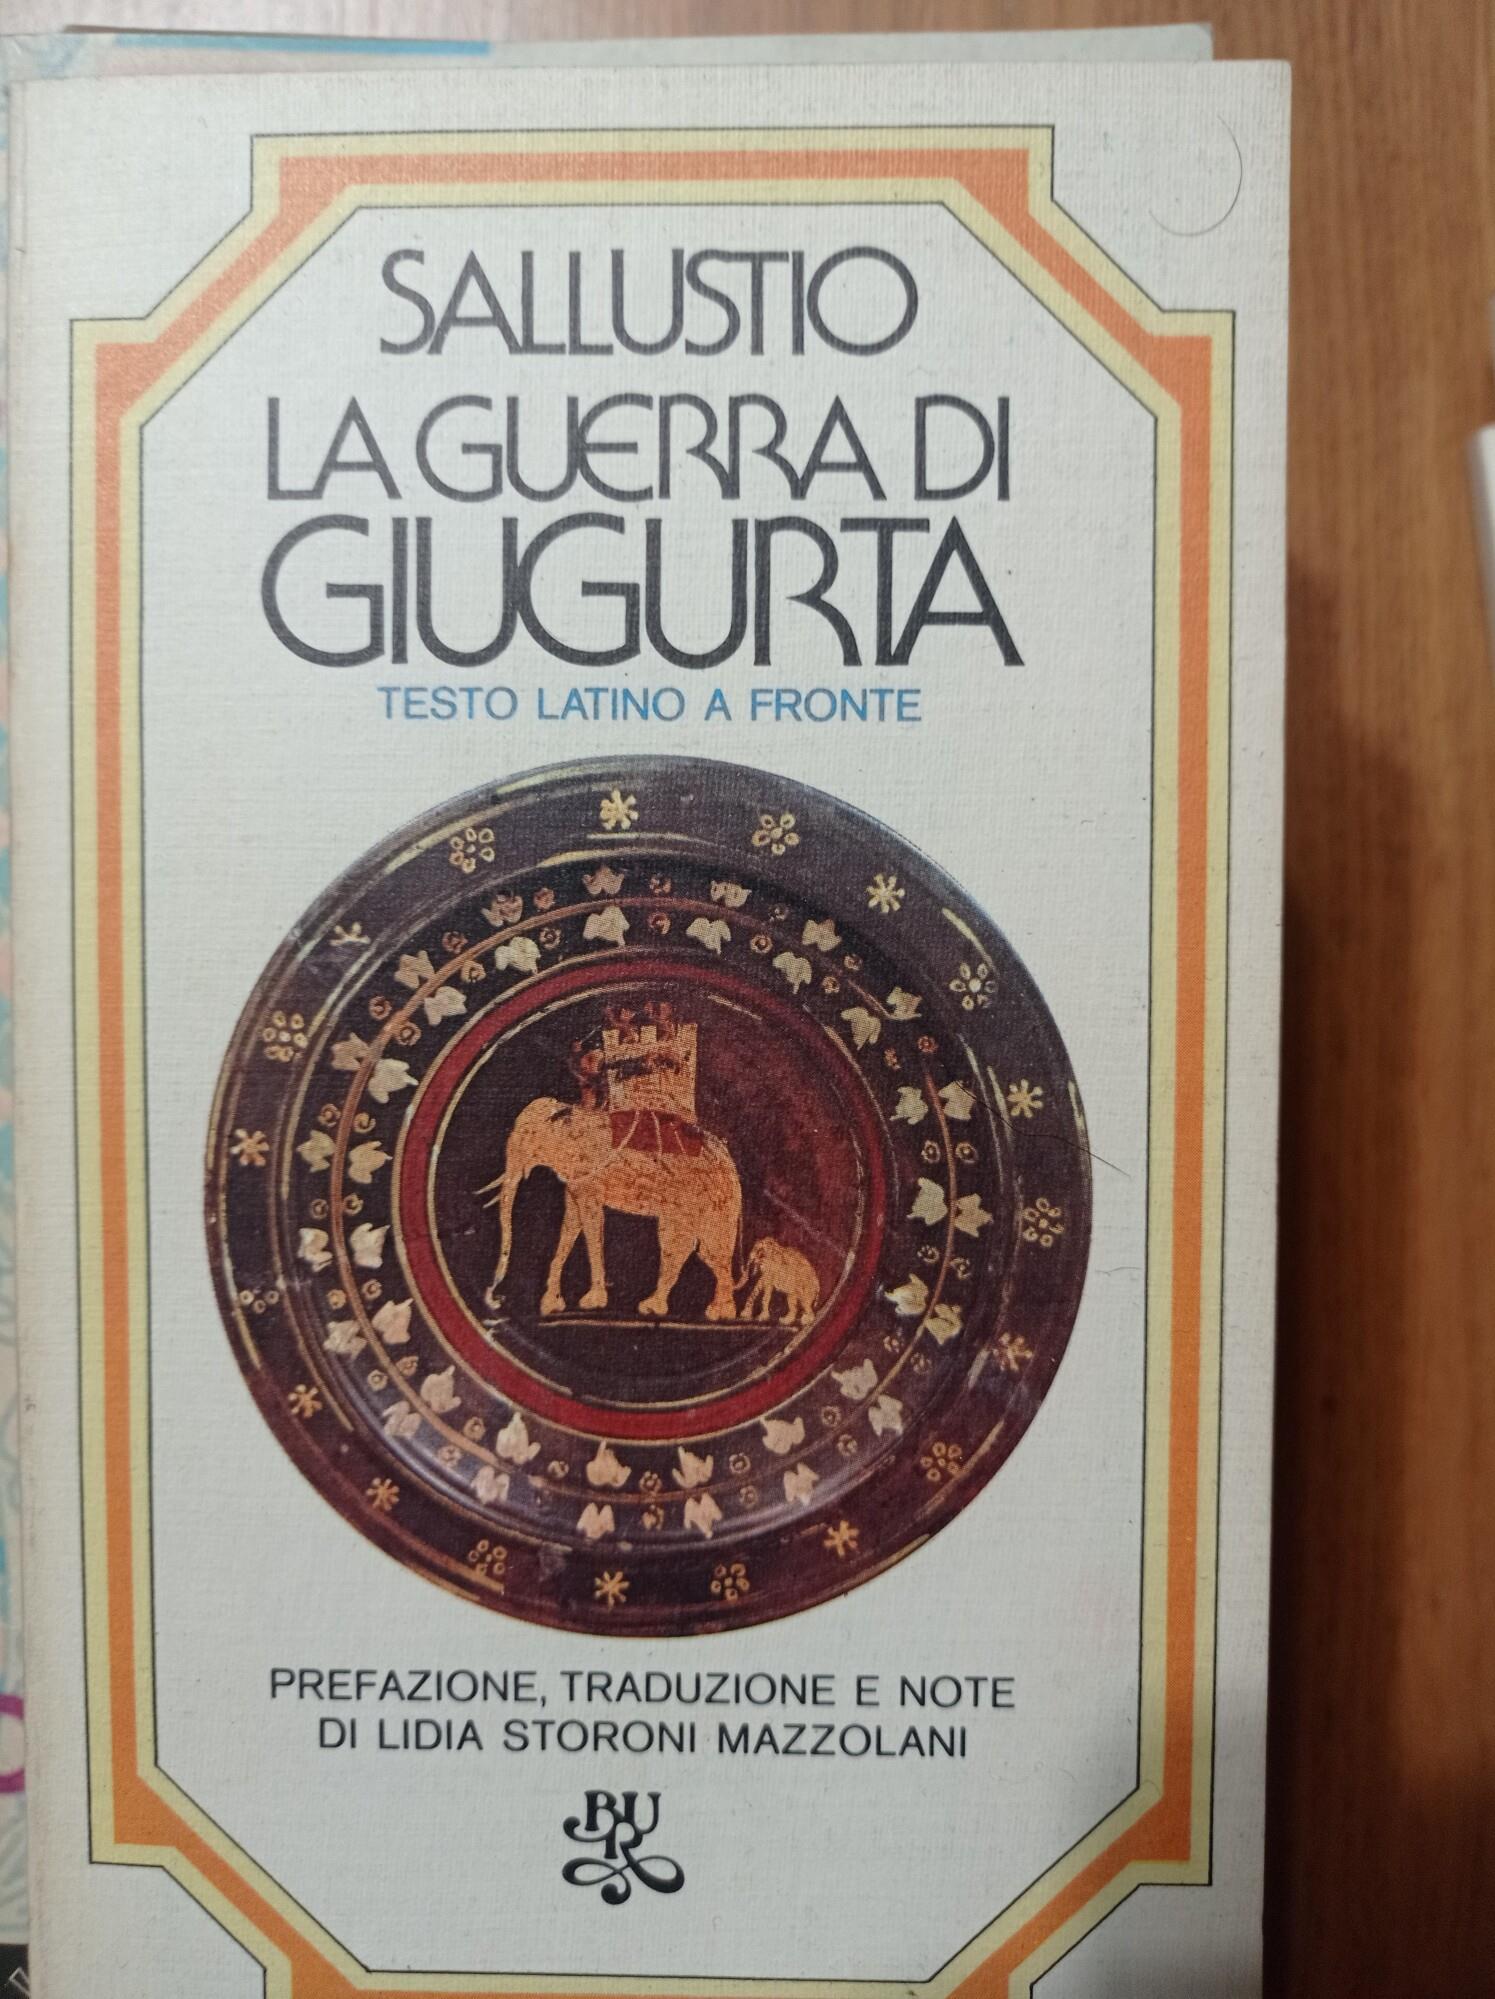 SALLUSTIO
LA GUERRA DI
GIUGURTA
TESTO LATINO A FRONTE
PREFAZIONE, TRADUZIONE E NOTE
DI LIDIA STORONI MAZZOLANI
BUR